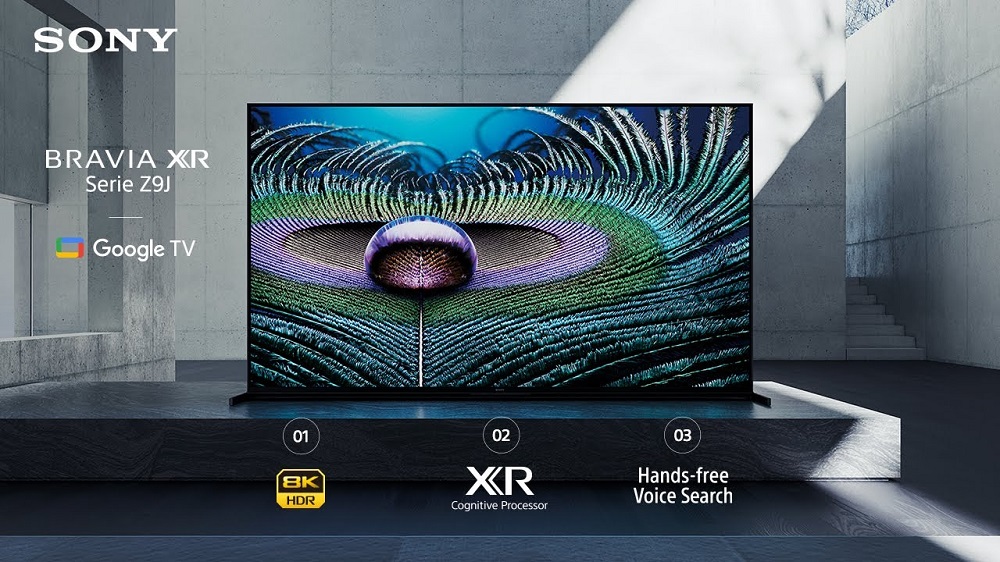 SONY
BRAVIA XR
Serie Z9J
Google TV
01
8K
HDR
02
XR
Cognitive Processor
03
Hands-free
Voice Search